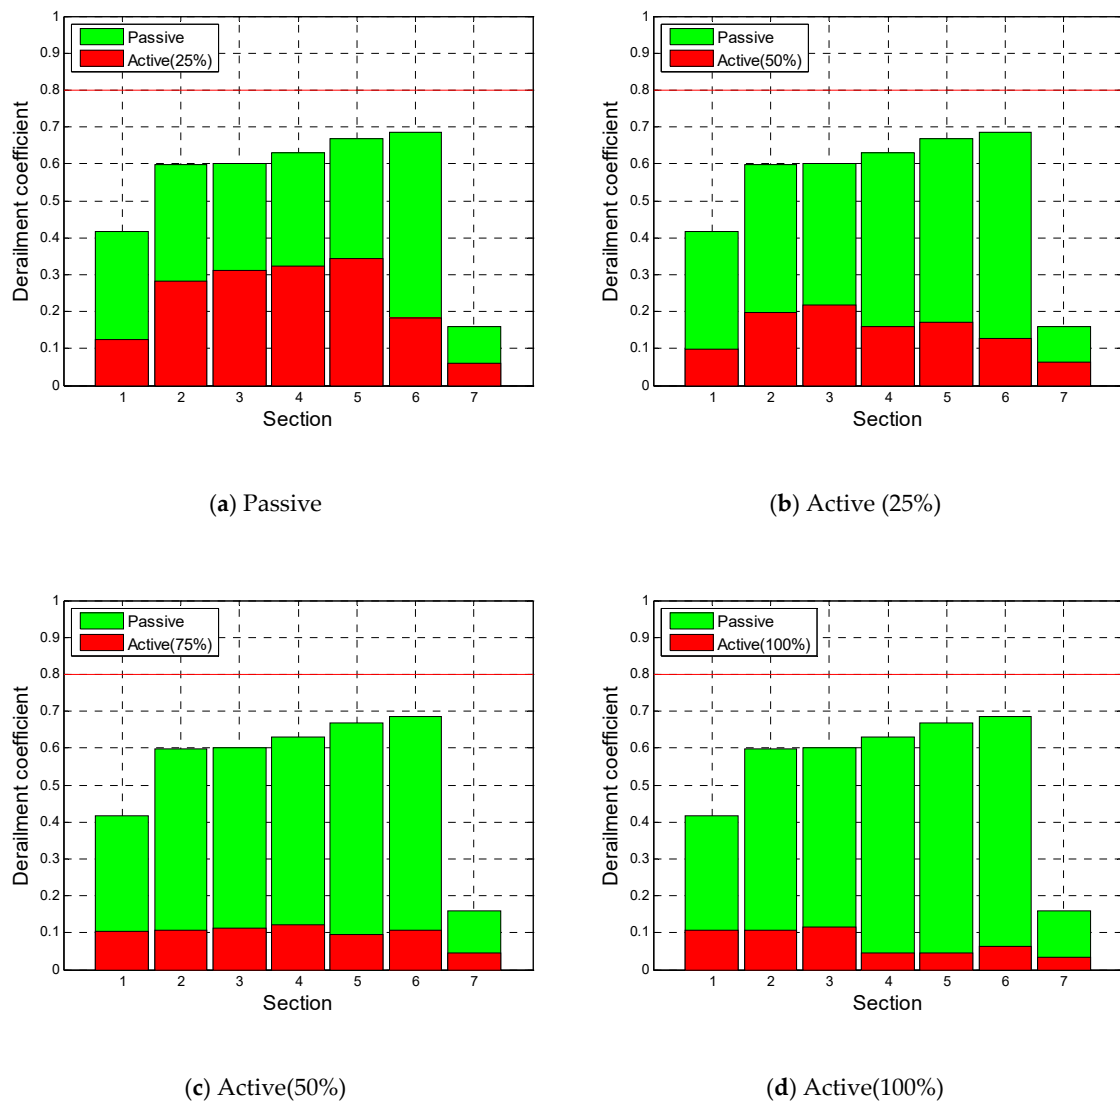 1
0.9
0.8
0.7
0.6
0.5
0.4
0.3
0.2
0.1
0
Derailment coefficient
Passive
Active(25%)
1 2 3 4 5 6 7
Section
(a) Passive
1
0.9
0.8
0.7
0.6
0.5
0.4
0.3
0.2
0.1
0
Derailment coefficient
Passive
Active(50%)
1 2 3 4 5 6 7
Section
(b) Active (25%)
1
0.9
0.8
0.7
0.6
0.5
0.4
0.3
0.2
0.1
0
Derailment coefficient
Passive
Active(75%)
1 2 3 4 5 6 7
Section
(c) Active(50%)
1
0.9
0.8
0.7
0.6
0.5
0.4
0.3
0.2
0.1
0
Derailment coefficient
Passive
Active(100%)
1 2 3 4 5 6 7
Section
(d) Active(100%)